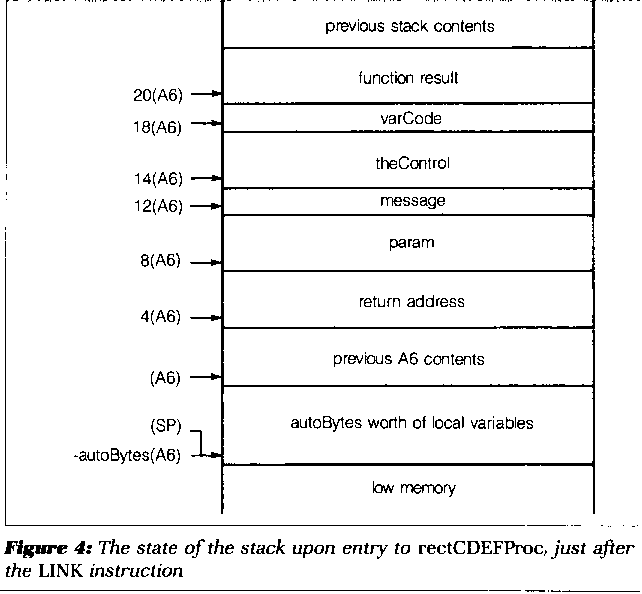 previous stack contents
function result
20(A6)
varCode
18(A6)
theControl
14(A6)
message
12(A6)
param
8(A6)
return address
4(A6)
previous A6 contents
(A6)
(SP)
autoBytes worth of local variables
-autoBytes(A6)
low memory
Figure 4: The state of the stack upon entry to rectCDEFProc, just after
the LINK instruction